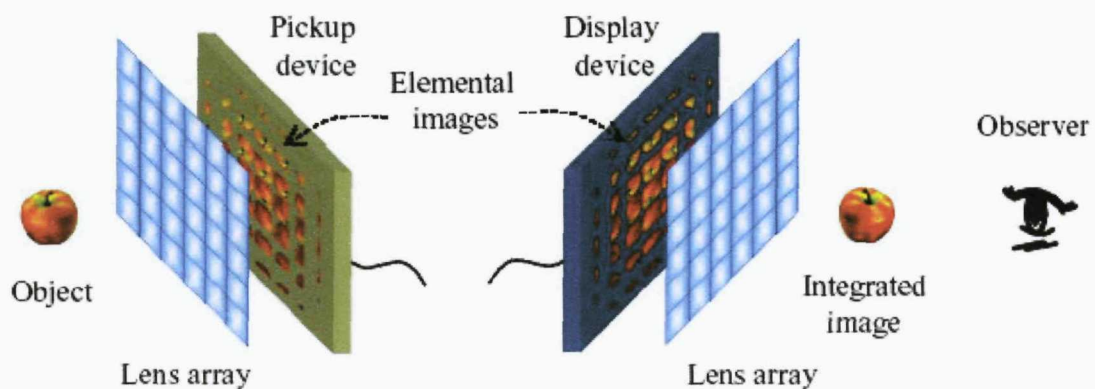 Pickup
device
Display
device
Elemental
images
Observer
Object
Integrated
image
Lens array
Lens array